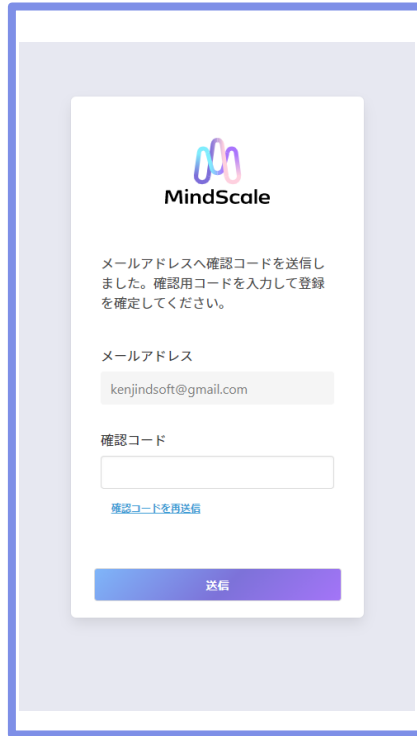 MindScale
メールアドレスへ確認コードを送信し
ました。確認用コードを入力して登録
を確定してください。
メールアドレス
kenjindsoft@gmail.com
確認コード
確認コードを再送信
送信